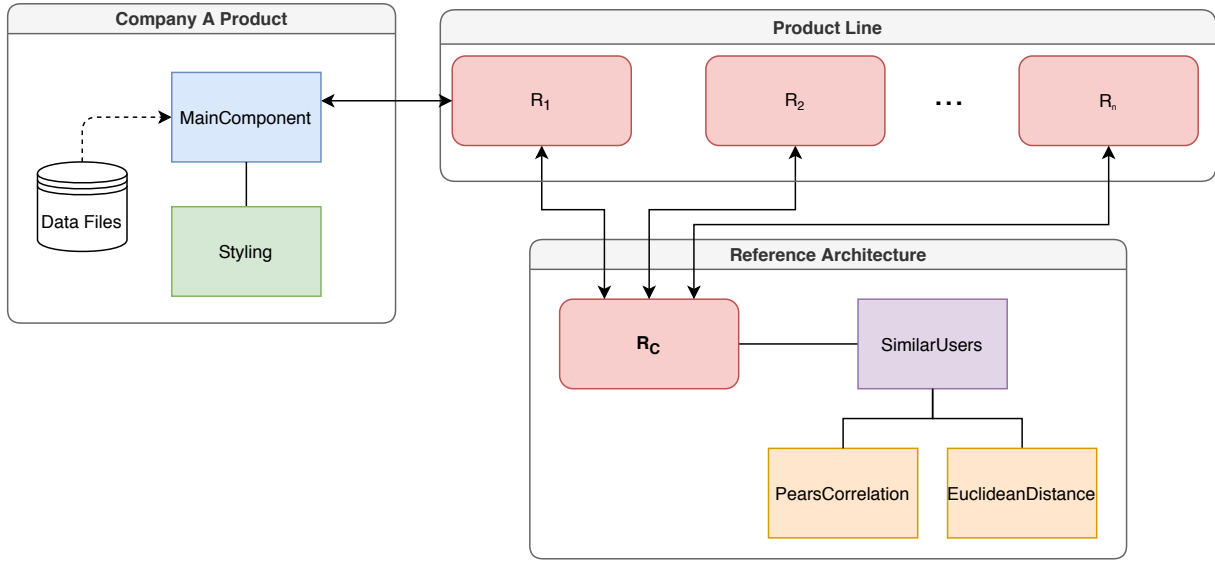 Company A Product
Product Line
MainComponent
R1
R2
...
Rn
Data Files
Styling
Reference Architecture
RC
SimilarUsers
PearsCorrelation
EuclideanDistance